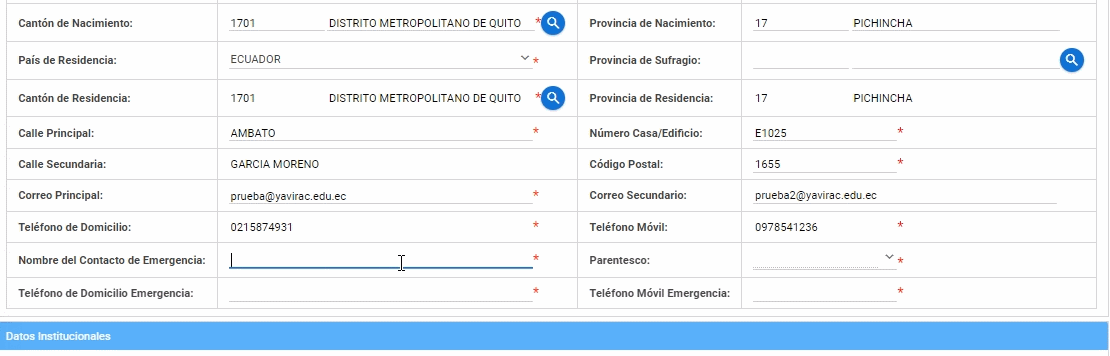 Cantón de Nacimiento: 1701 DISTRITO METROPOLITANO DE QUITO * Provincia de Nacimiento: 17 PICHINCHA
País de Residencia: ECUADOR * Provincia de Sufragio:
Cantón de Residencia: 1701 DISTRITO METROPOLITANO DE QUITO * Provincia de Residencia: 17 PICHINCHA
Calle Principal: AMBATO * Número Casa/Edificio: E1025 *
Calle Secundaria: GARCIA MORENO Código Postal: 1655 *
Correo Principal: prueba@yavirac.edu.ec * Correo Secundario: prueba2@yavirac.edu.ec
Teléfono de Domicilio: 0215874931 * Teléfono Móvil: 0978541236 *
Nombre del Contacto de Emergencia: * Parentesco: *
Teléfono de Domicilio Emergencia: * Teléfono Móvil Emergencia: *
Datos Institucionales